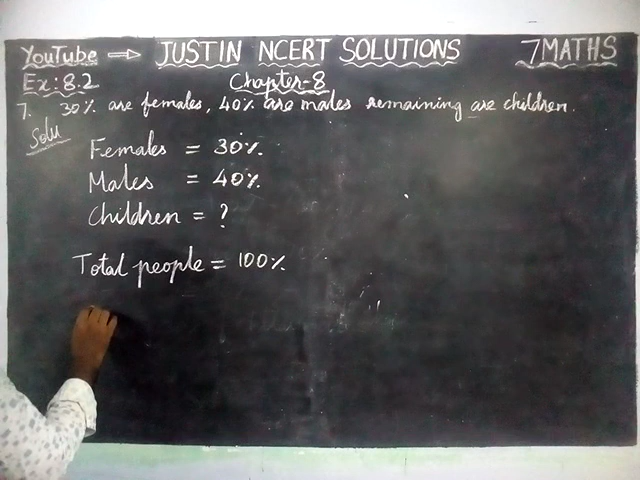 YouTube ⇒ JUSTIN NCERT SOLUTIONS 7MATHS
Ex:8.2 Chapter-8
7. 30% are females, 40% are males remaining are children.
Solu
Females = 30%
Males = 40%
Children = ?
Total people = 100%